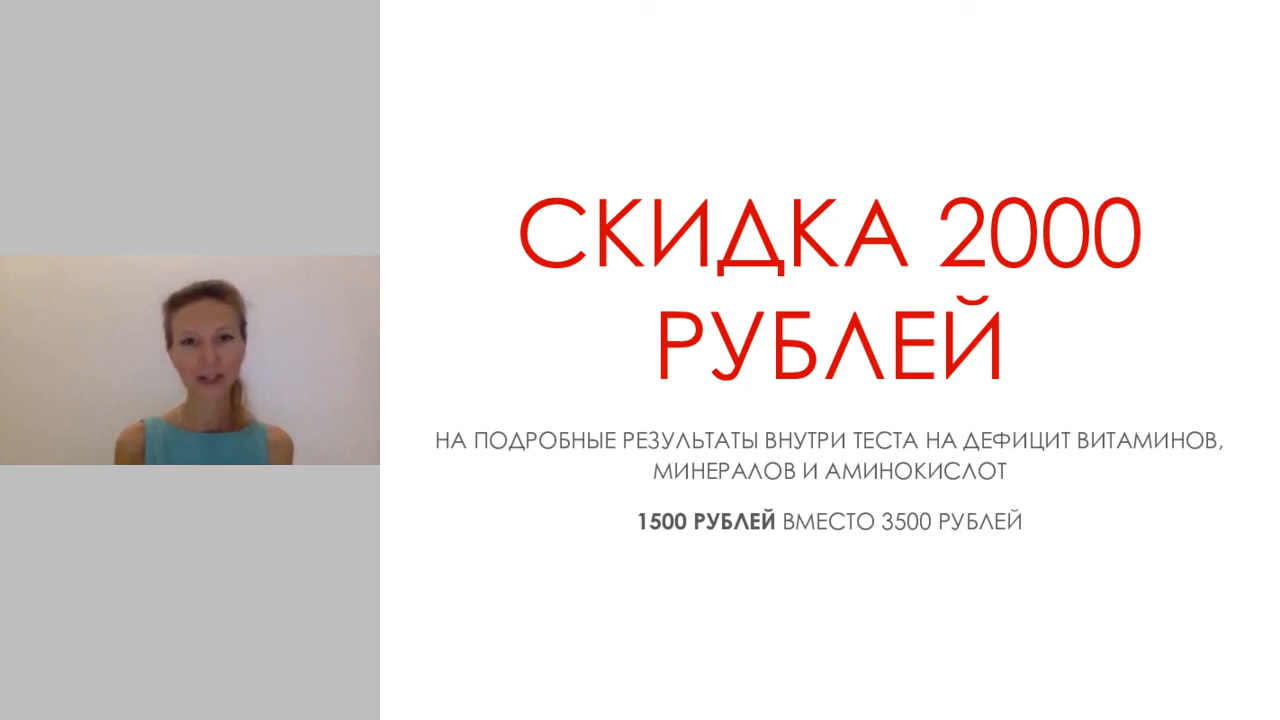 СКИДКА 2000
РУБЛЕЙ
НА ПОДРОБНЫЕ РЕЗУЛЬТАТЫ ВНУТРИ ТЕСТА НА ДЕФИЦИТ ВИТАМИНОВ,
МИНЕРАЛОВ И АМИНОКИСЛОТ
1500 РУБЛЕЙ ВМЕСТО 3500 РУБЛЕЙ